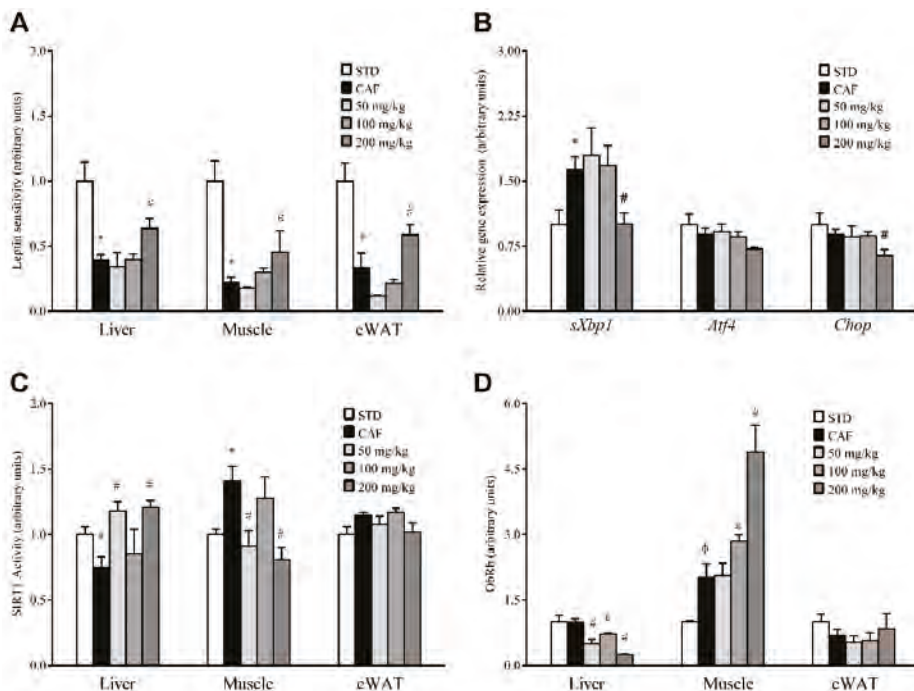 A
Leptin sensitivity (arbitrary units)
2.0
1.5
1.0
0.5
0.0
STD
CAF
50 mg/kg
100 mg/kg
200 mg/kg
*
#
*
#
#
Liver
Muscle
eWAT
B
Relative gene expression (arbitrary units)
3.00
2.25
1.50
0.75
0.00
STD
CAF
50 mg/kg
100 mg/kg
200 mg/kg
*
#
#
sXbp1
Atf4
Chop
C
SIRT1 Activity (arbitrary units)
2.0
1.5
1.0
0.5
0.0
STD
CAF
50 mg/kg
100 mg/kg
200 mg/kg
#
#
*
#
#
Liver
Muscle
eWAT
D
ObRb (arbitrary units)
6.0
4.5
3.0
1.5
0.0
STD
CAF
50 mg/kg
100 mg/kg
200 mg/kg
#
#
#
ϕ
#
#
Liver
Muscle
eWAT